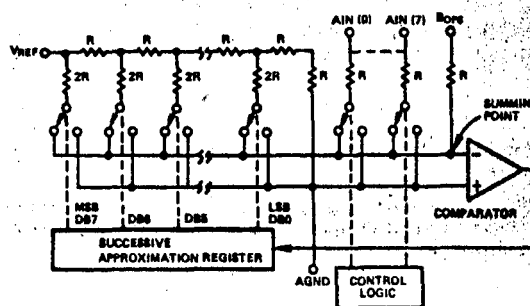 AIN (0) AIN (7) BOFS
VREF R R R R
2R 2R 2R 2R R R R R
SUMMING
POINT
−
+
COMPARATOR
MSB
DB7 DB6 DB5 LSB
DB0
SUCCESSIVE
APPROXIMATION REGISTER
AGND
CONTROL
LOGIC